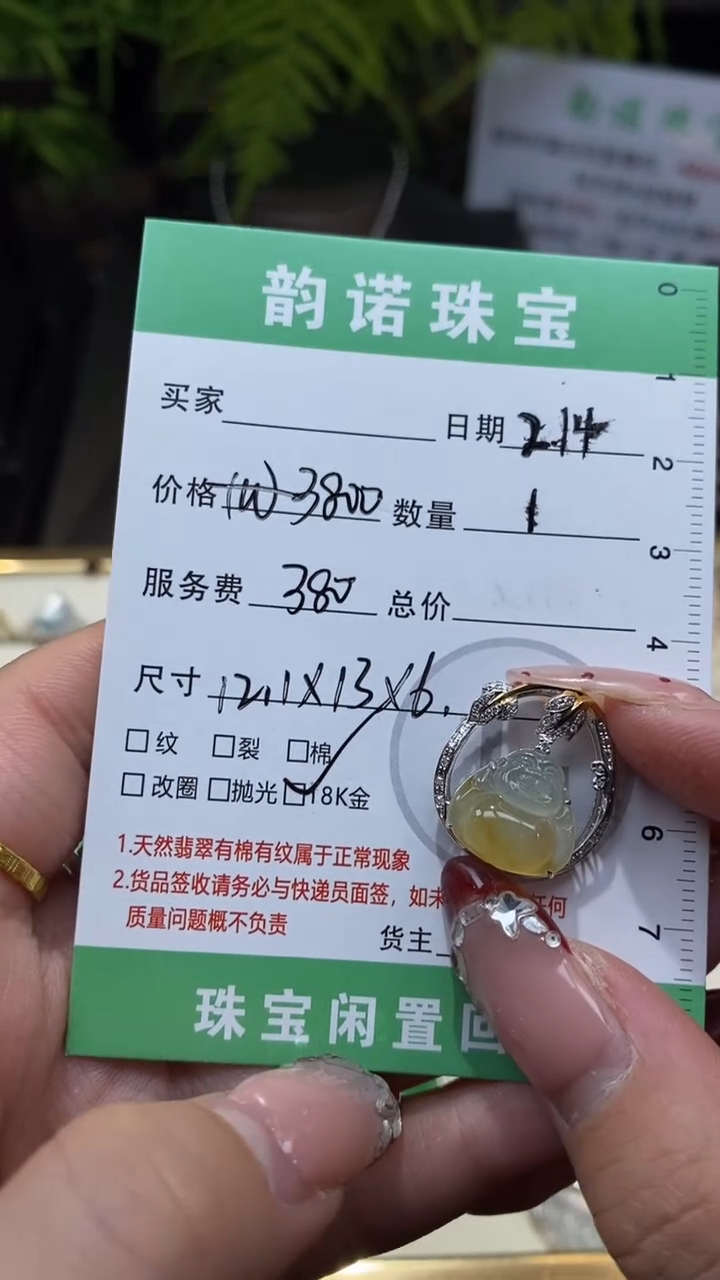 韵诺珠宝
买家 日期 2.14
价格 (W) 3800 数量 1
服务费 380 总价
尺寸 12.1X13X6.
□纹 □裂 □棉
□改圈 □抛光 □18K金
1.天然翡翠有棉有纹属于正常现象
2.货品签收请务必与快递员面签，如未 任何
质量问题概不负责
货主
珠宝闲置回
0
1
2
3
4
6
7